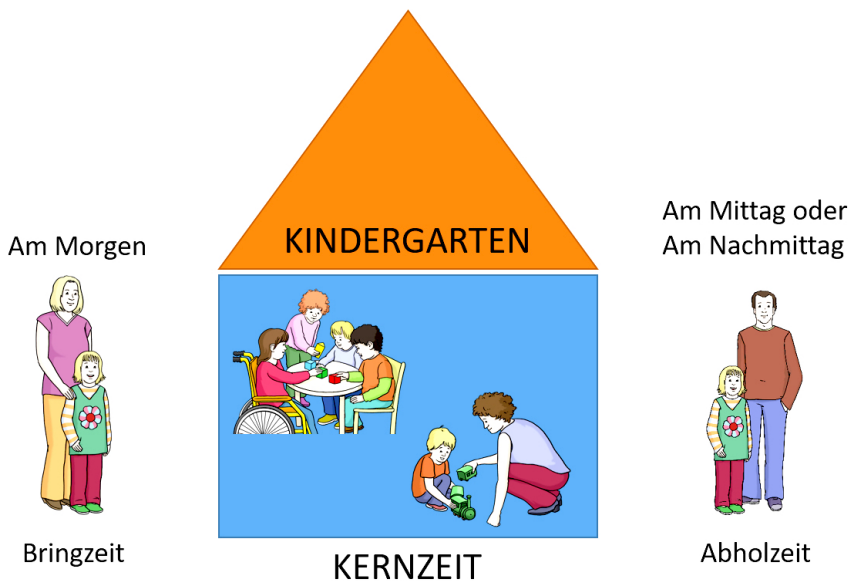 KINDERGARTEN
Am Morgen
Bringzeit
KERNZEIT
Am Mittag oder
Am Nachmittag
Abholzeit